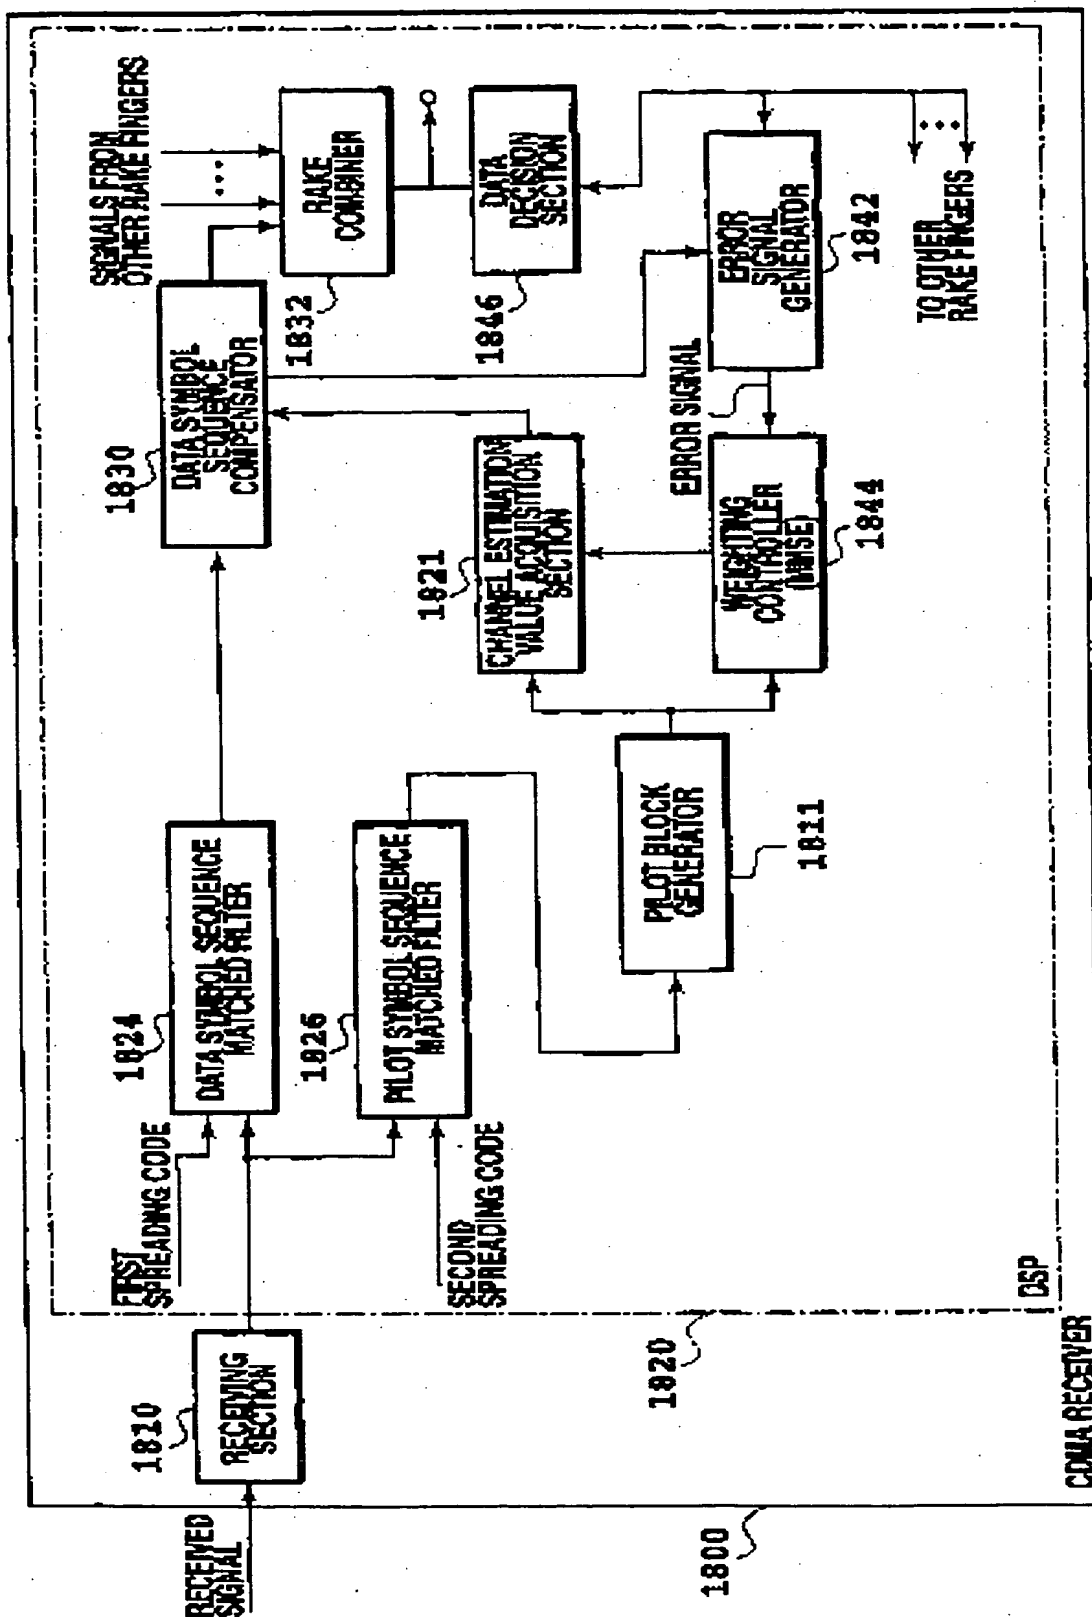 RECEIVED
SIGNAL
1800
CDMA RECEIVER
1810
RECEIVING
SECTION
1820
DSP
FIRST
SPREADING CODE
SECOND
SPREADING CODE
1824
DATA SYMBOL SEQUENCE
MATCHED FILTER
1826
PILOT SYMBOL SEQUENCE
MATCHED FILTER
PILOT BLOCK
GENERATOR
1811
1830
DATA SYMBOL
SEQUENCE
COMPENSATOR
1821
CHANNEL ESTIMATION
VALUE ACQUISITION
SECTION
WEIGHTING
CONTROLLER
(MMSE)
1844
ERROR SIGNAL
SIGNALS FROM
OTHER RAKE FINGERS
RAKE
COMBINER
1832
DATA
DECISION
SECTION
1846
ERROR
SIGNAL
GENERATOR
1842
TO OTHER
RAKE FINGERS